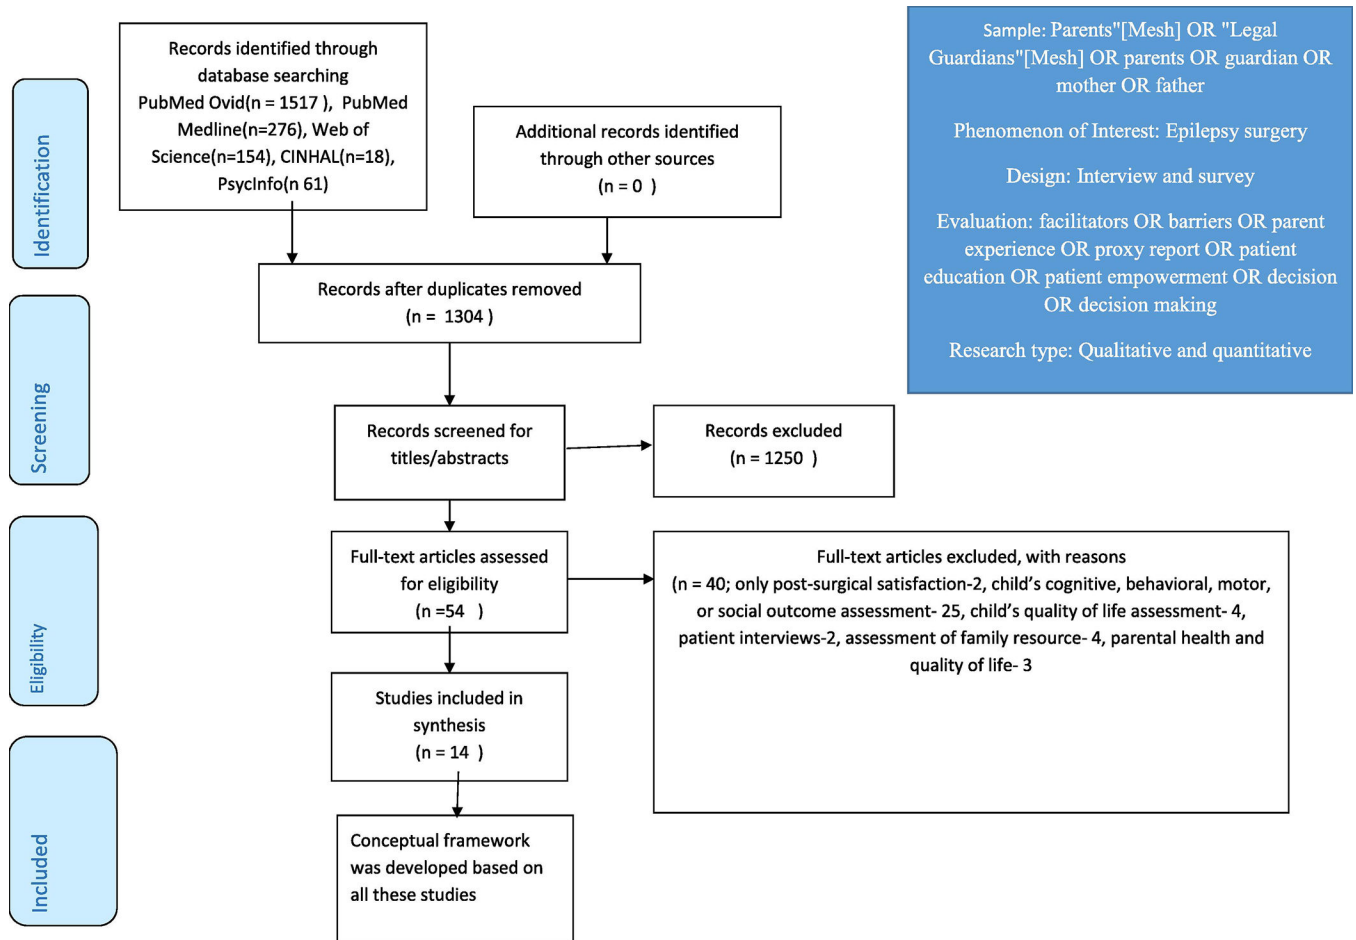 Records identified through
database searching
PubMed Ovid(n = 1517 ), PubMed
Medline(n=276), Web of
Science(n=154), CINHAL(n=18),
PsycInfo(n 61)
Additional records identified
through other sources
(n = 0 )
Sample: Parents"[Mesh] OR "Legal
Guardians"[Mesh] OR parents OR guardian OR
mother OR father
Phenomenon of Interest: Epilepsy surgery
Design: Interview and survey
Evaluation: facilitators OR barriers OR parent
experience OR proxy report OR patient
education OR patient empowerment OR decision
OR decision making
Research type: Qualitative and quantitative
Identification
Records after duplicates removed
(n = 1304 )
Screening
Records screened for
titles/abstracts
Records excluded
(n = 1250 )
Eligibility
Full-text articles assessed
for eligibility
(n =54 )
Full-text articles excluded, with reasons
(n = 40; only post-surgical satisfaction-2, child's cognitive, behavioral, motor,
or social outcome assessment- 25, child's quality of life assessment- 4,
patient interviews-2, assessment of family resource- 4, parental health and
quality of life- 3
Studies included in
synthesis
(n = 14 )
Included
Conceptual framework
was developed based on
all these studies